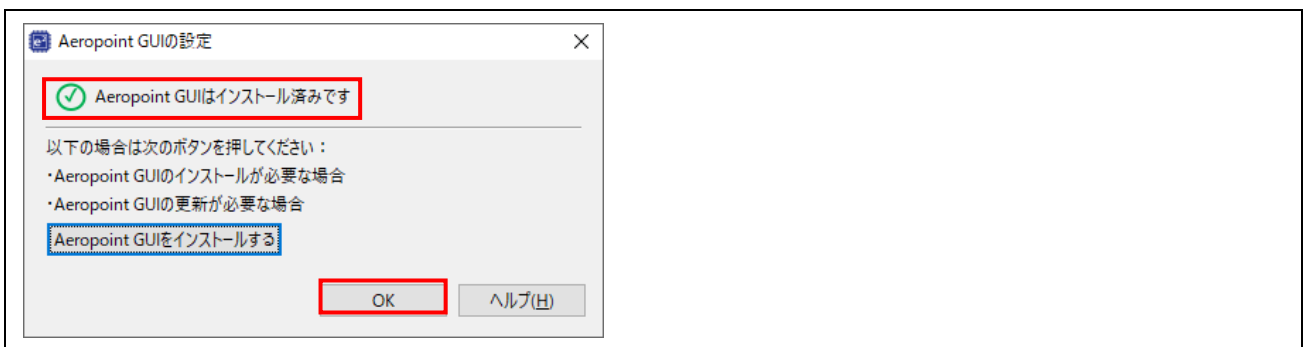 Aeropoint GUIの設定
Aeropoint GUIはインストール済みです
以下の場合は次のボタンを押してください：
・Aeropoint GUIのインストールが必要な場合
・Aeropoint GUIの更新が必要な場合
Aeropoint GUIをインストールする
OK ヘルプ(H)